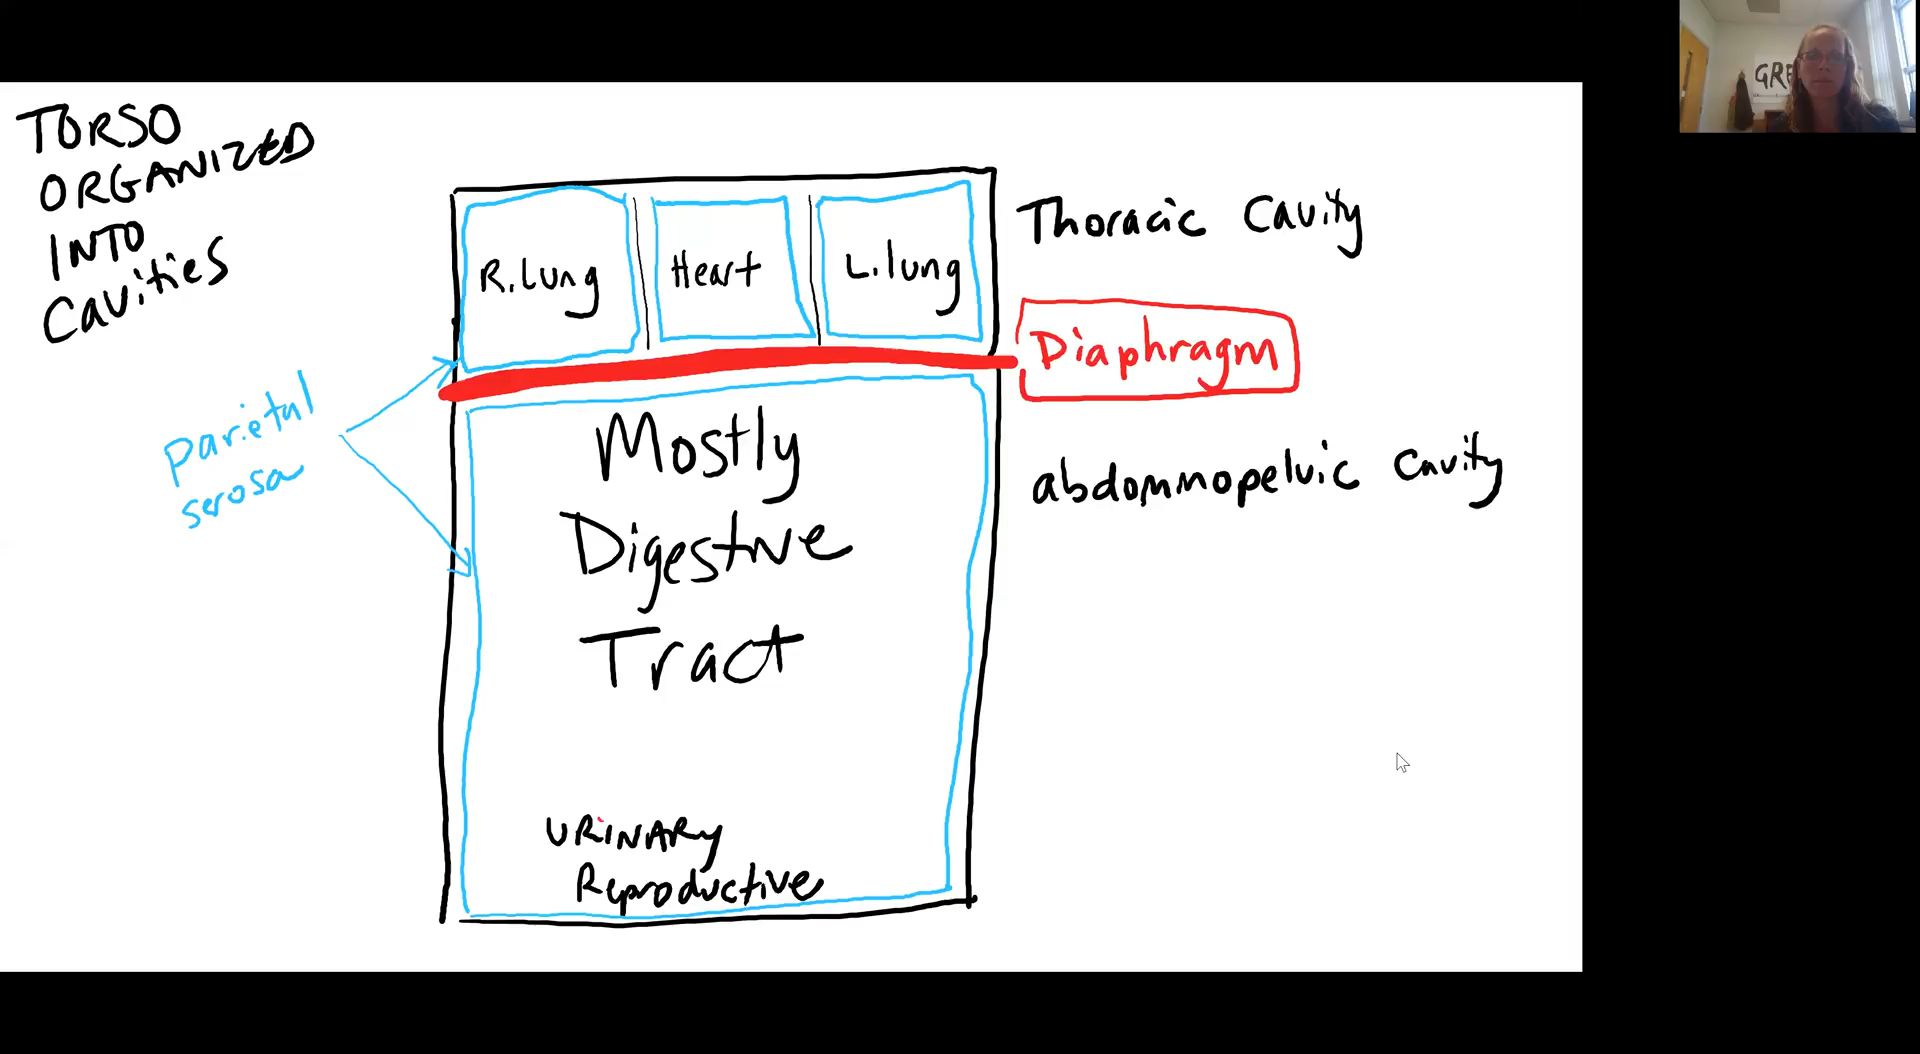 TORSO
ORGANIZED
INTO
Cavities
R.lung
Heart
L.lung
Thoracic Cavity
Diaphragm
parietal
serosa
Mostly
Digestive
Tract
abdommopelvic cavity
URINARY
Reproductive
GRE